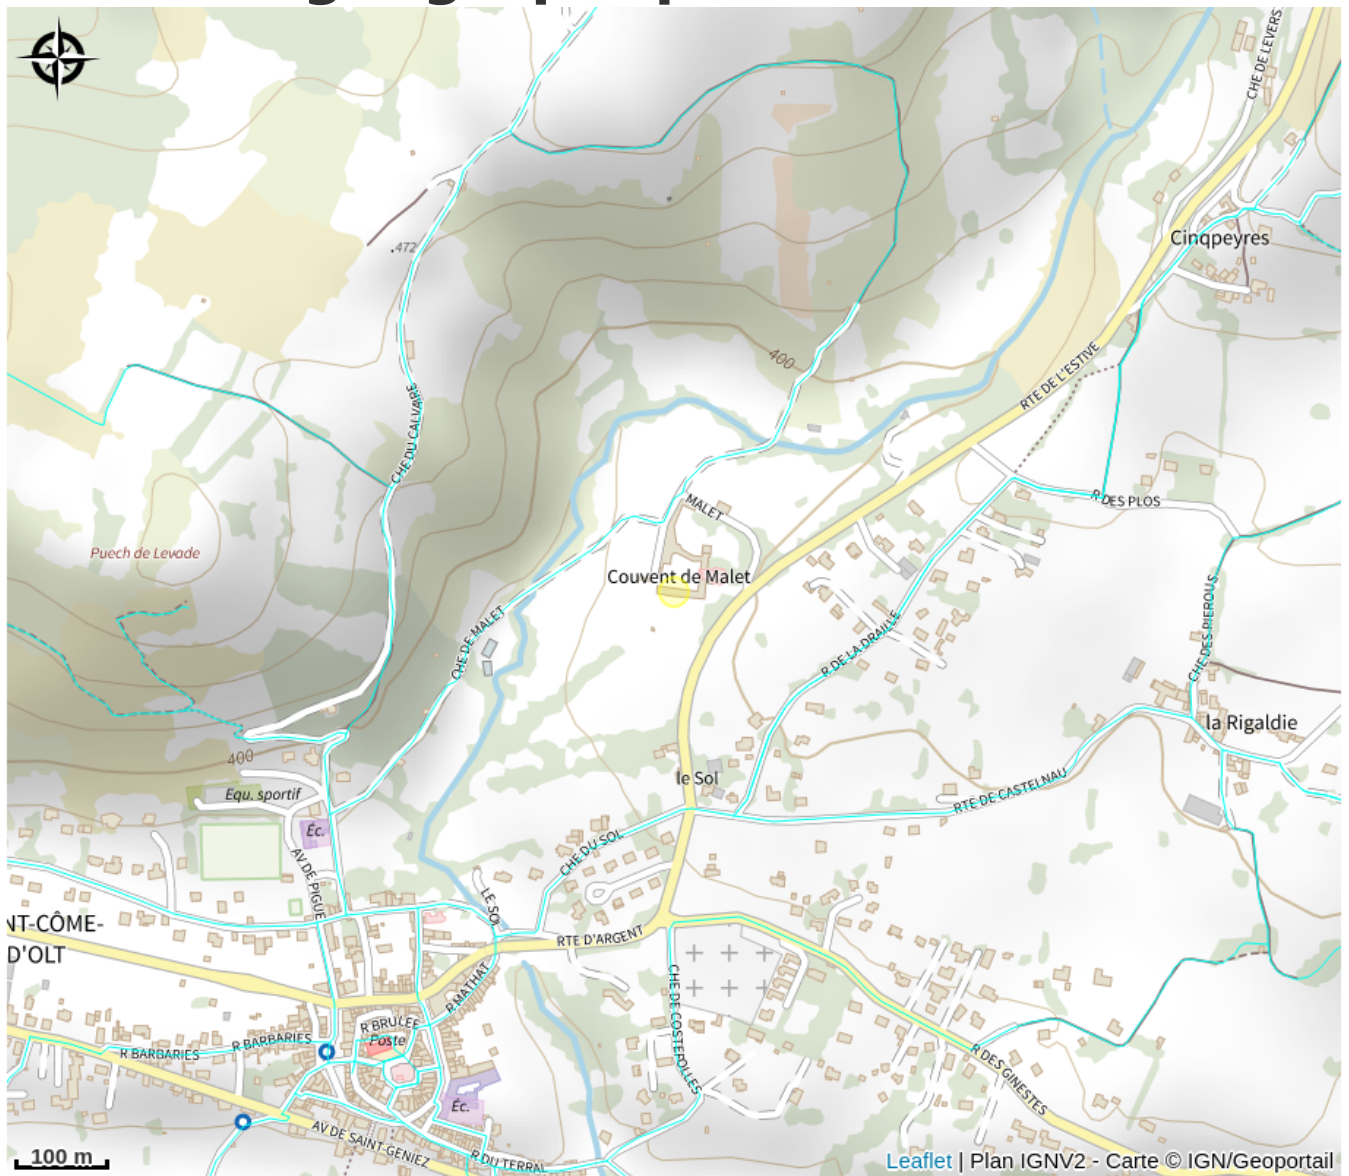 CHE DE LEVERS
.472
Cinqpeyres
400
RTE DE L'ESTIVE
CHE DU CALVAIRE
R DES PLOS
MALET
Puech de Levade
Couvent de Malet
CHE DE MALET
R DE LA DRAILLE
CHE DES PIEROUS
la Rigaldie
400
le Sol
Equ. sportif
RTE DE CASTELNAU
Éc.
CHE DU SOL
AV DE PIGUE
LE SOL
NT-CÔME-
D'OLT
RTE D'ARGENT
R MATHAT
CHE DE COSTEFOLLES
R BRULEE
Poste
R BARBARIES
R BARBARIES
R DES GINESTES
Éc.
AV DE SAINT-GENIEZ
R DU TERRAL
100 m
Leaflet | Plan IGNV2 - Carte © IGN/Geoportail